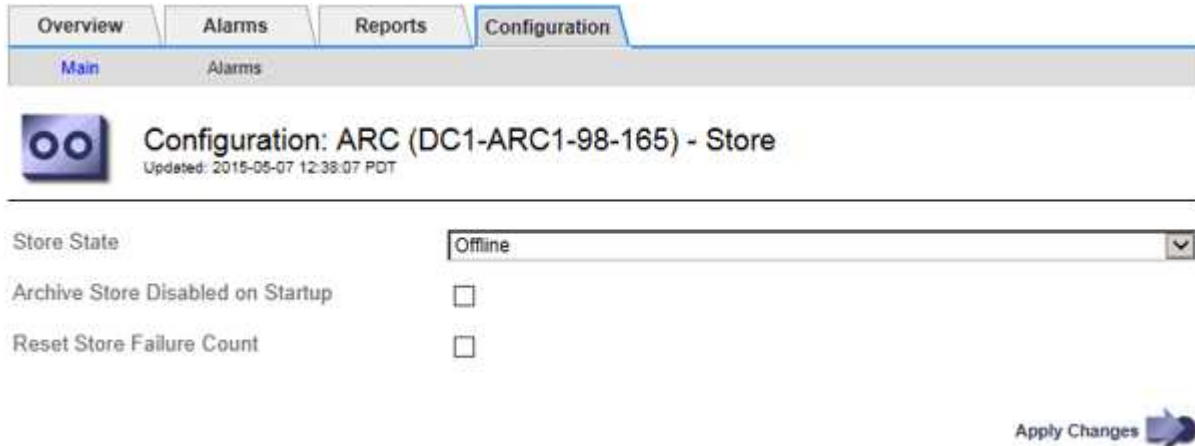 Overview Alarms Reports Configuration
Main Alarms
Configuration: ARC (DC1-ARC1-98-165) - Store
Updated: 2015-05-07 12:38:07 PDT
Store State Offline
Archive Store Disabled on Startup
Reset Store Failure Count
Apply Changes